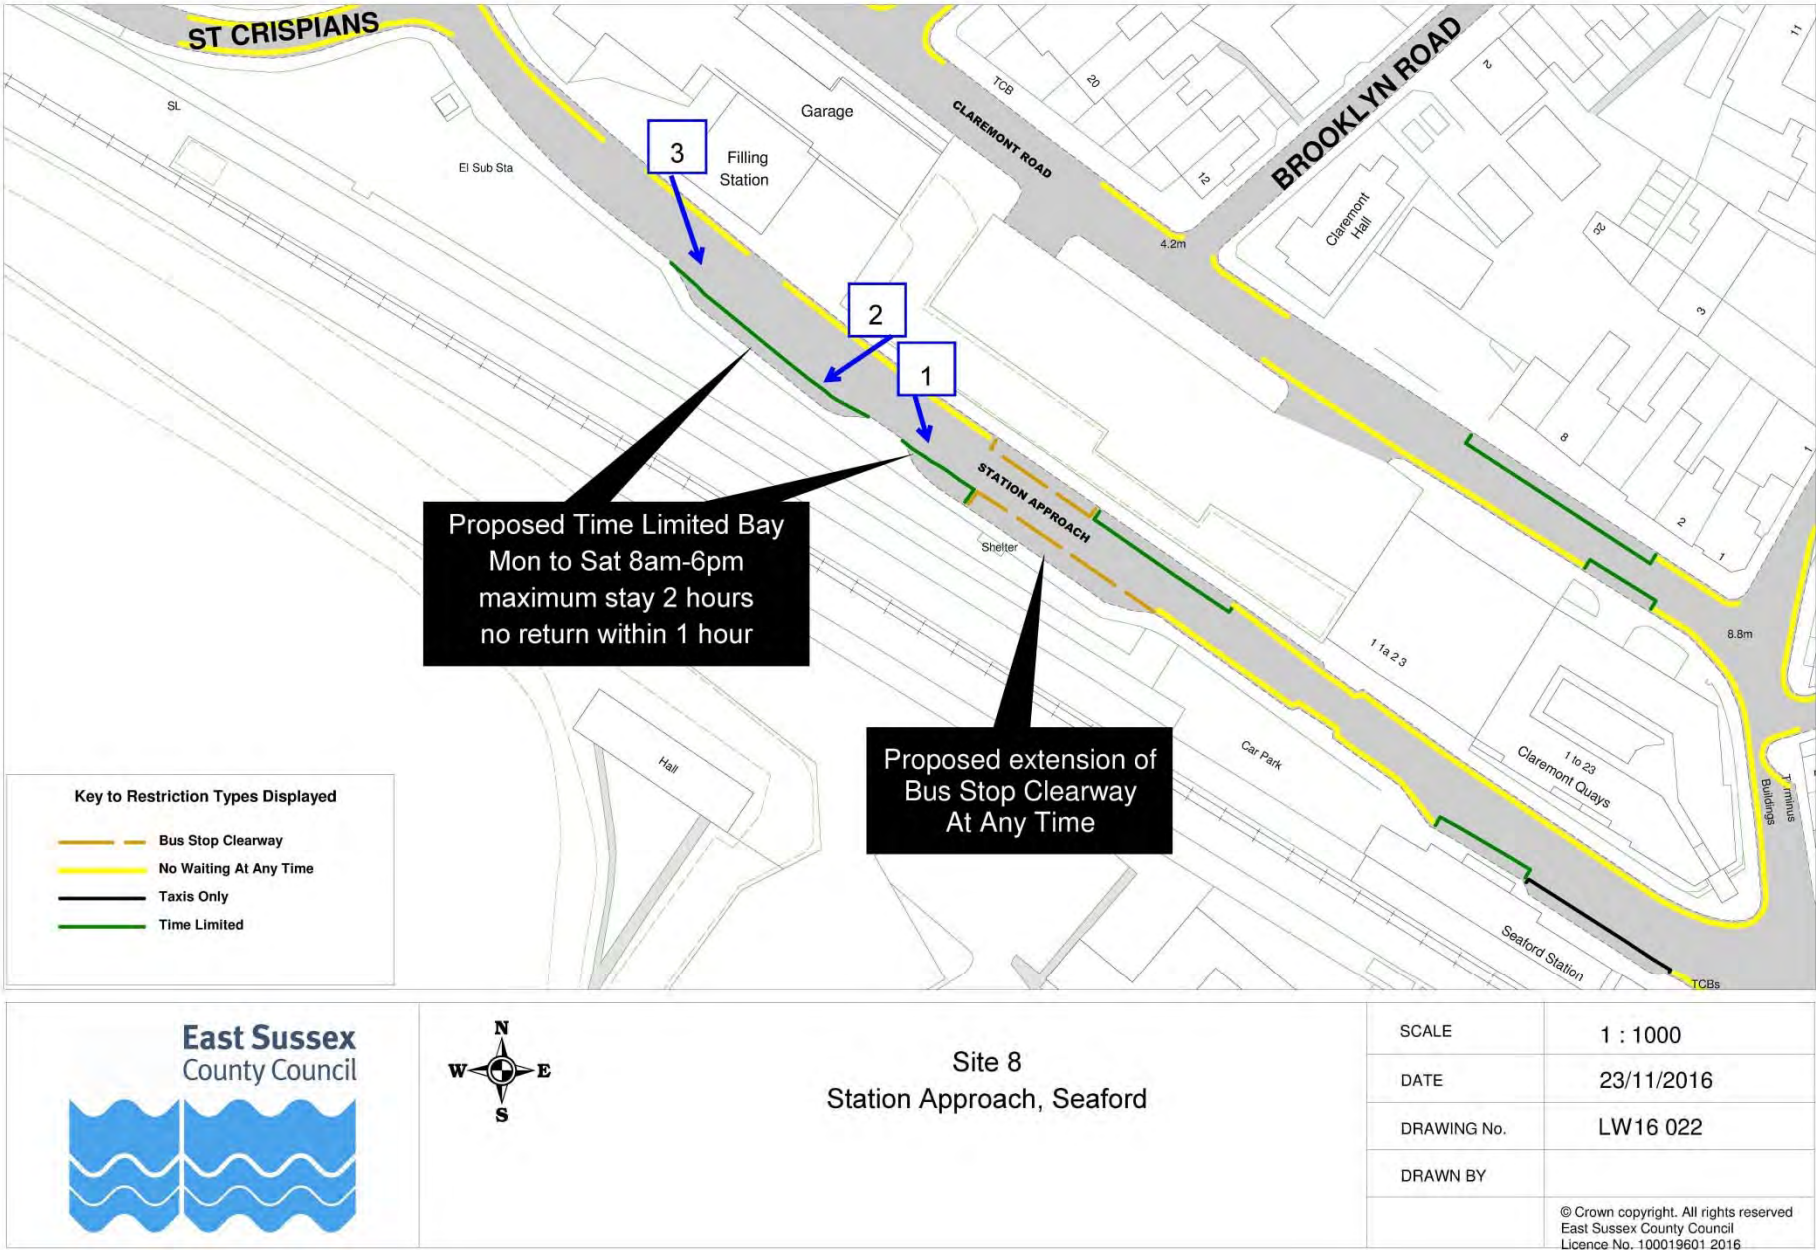 ST CRISPIANS
SL
El Sub Sta
Garage
Filling
Station
3
2
1
TCB
20
12
CLAREMONT ROAD
BROOKLYN ROAD
2
11
Claremont
Hall
4.2m
25
3
8
2
1
1
8.8m
STATION APPROACH
Shelter
Proposed Time Limited Bay
Mon to Sat 8am-6pm
maximum stay 2 hours
no return within 1 hour
Proposed extension of
Bus Stop Clearway
At Any Time
1 1a 2 3
1 to 23
Claremont Quays
Terminus
Buildings
Car Park
Hall
Seaford Station
TCBs
Key to Restriction Types Displayed
Bus Stop Clearway
No Waiting At Any Time
Taxis Only
Time Limited
East Sussex
County Council
N
W E
S
Site 8
Station Approach, Seaford
SCALE 1 : 1000
DATE 23/11/2016
DRAWING No. LW16 022
DRAWN BY
© Crown copyright. All rights reserved
East Sussex County Council
Licence No. 100019601 2016